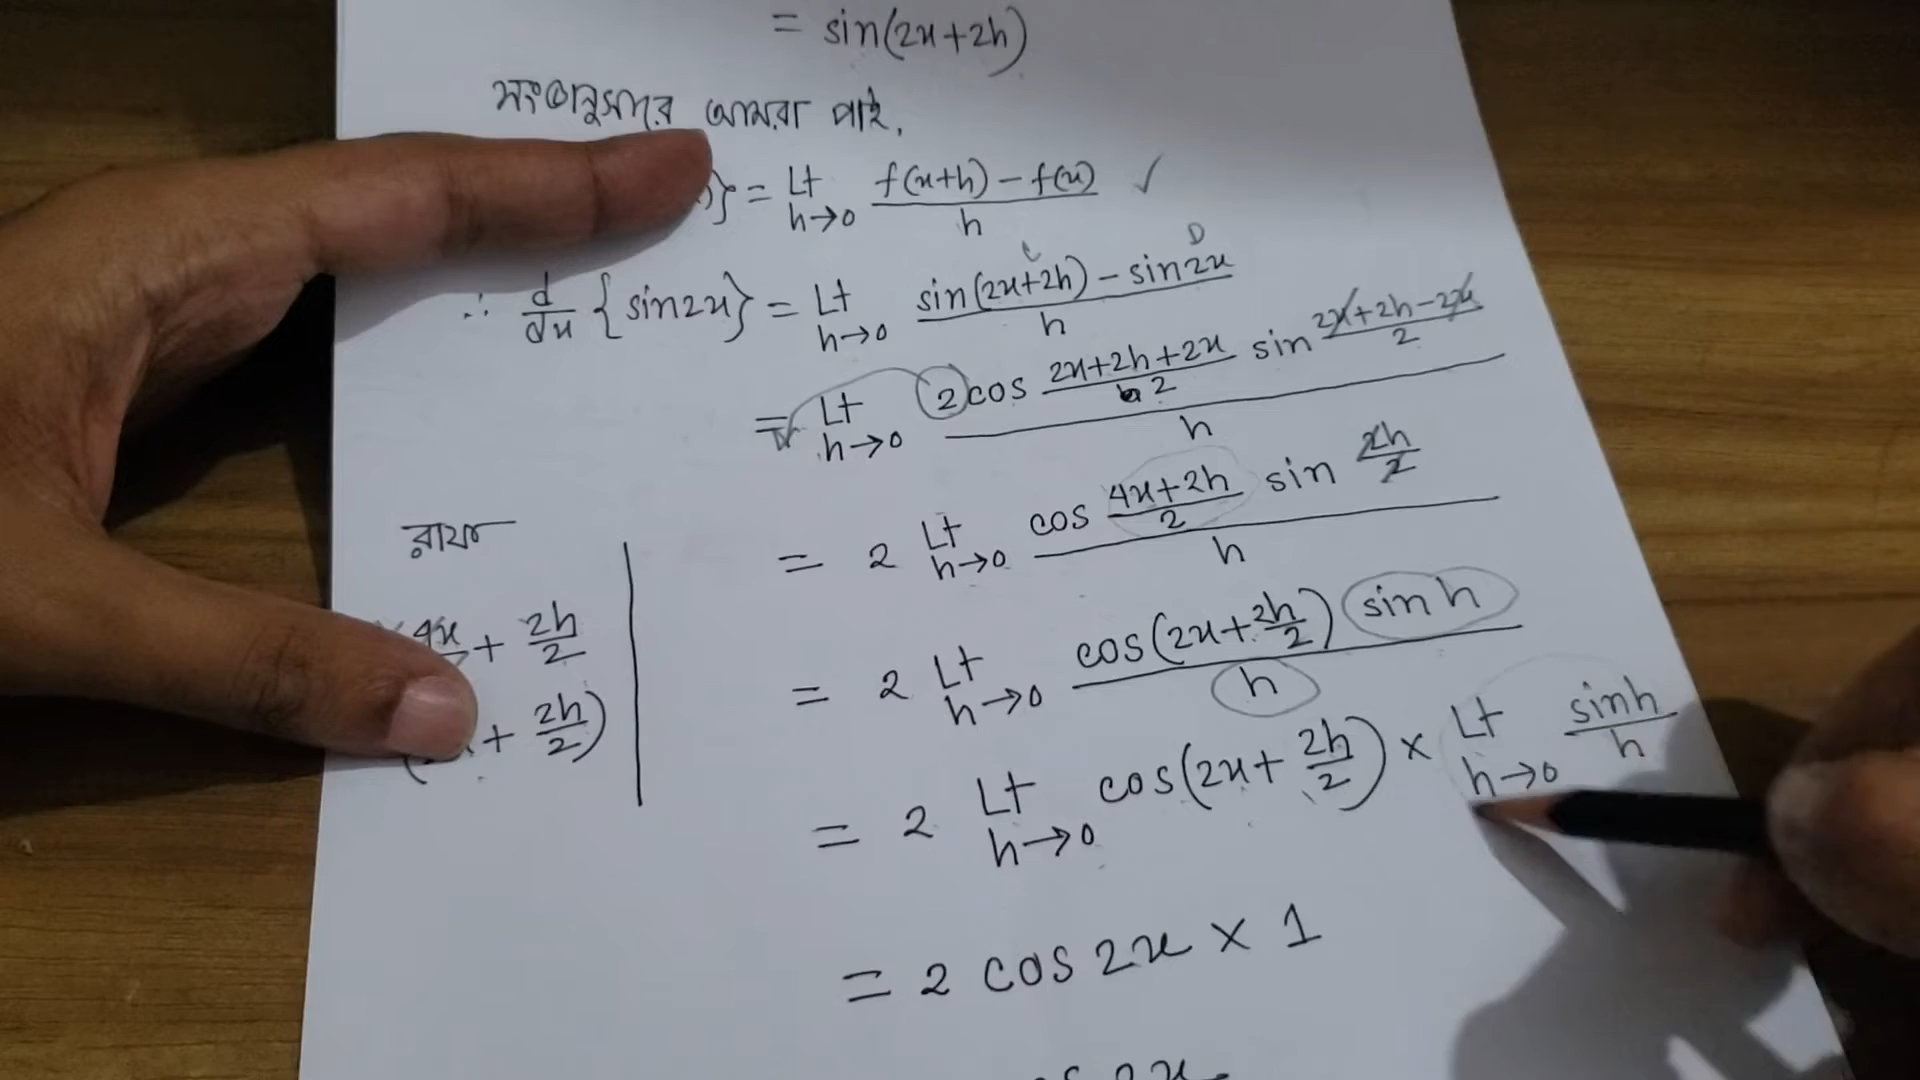 = sin(2x+2h)
সংজ্ঞানুসারে আমরা পাই,
)} = Lt h→0 f(x+h) - f(x) / h ✓
∴ d/dx {sin2x} = Lt h→0 sin(2x+2h) - sin2x / h
C D
= Lt h→0 2cos 2x+2h+2x / 2 sin 2x+2h-2x / 2 / h
= 2 Lt h→0 cos 4x+2h / 2 sin 2h / 2 / h
রাফ
= 2 Lt h→0 cos(2x+2h/2) sin h / h
4x + 2h/2
+ 2h/2)
= 2 Lt h→0 cos(2x+ 2h/2) × Lt h→0 sinh / h
= 2 cos 2x × 1
2x